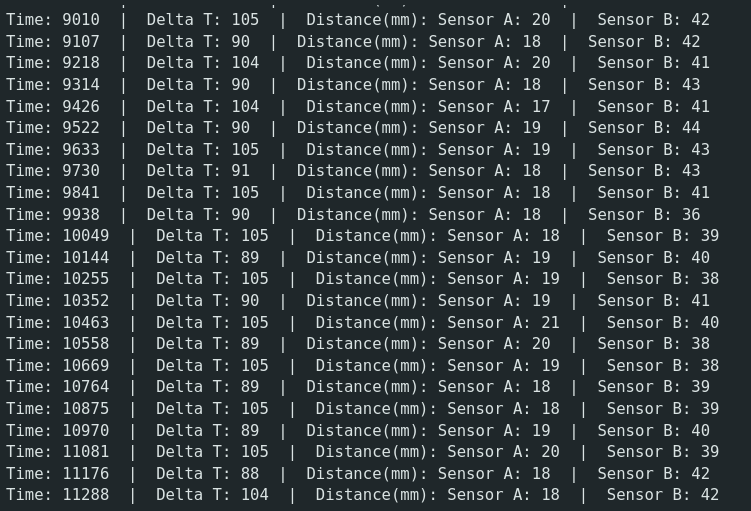 Time: 9010  |  Delta T: 105  |  Distance(mm): Sensor A: 20  |  Sensor B: 42
Time: 9107  |  Delta T: 90  |  Distance(mm): Sensor A: 18  |  Sensor B: 42
Time: 9218  |  Delta T: 104  |  Distance(mm): Sensor A: 20  |  Sensor B: 41
Time: 9314  |  Delta T: 90  |  Distance(mm): Sensor A: 18  |  Sensor B: 43
Time: 9426  |  Delta T: 104  |  Distance(mm): Sensor A: 17  |  Sensor B: 41
Time: 9522  |  Delta T: 90  |  Distance(mm): Sensor A: 19  |  Sensor B: 44
Time: 9633  |  Delta T: 105  |  Distance(mm): Sensor A: 19  |  Sensor B: 43
Time: 9730  |  Delta T: 91  |  Distance(mm): Sensor A: 18  |  Sensor B: 43
Time: 9841  |  Delta T: 105  |  Distance(mm): Sensor A: 18  |  Sensor B: 41
Time: 9938  |  Delta T: 90  |  Distance(mm): Sensor A: 18  |  Sensor B: 36
Time: 10049  |  Delta T: 105  |  Distance(mm): Sensor A: 18  |  Sensor B: 39
Time: 10144  |  Delta T: 89  |  Distance(mm): Sensor A: 19  |  Sensor B: 40
Time: 10255  |  Delta T: 105  |  Distance(mm): Sensor A: 19  |  Sensor B: 38
Time: 10352  |  Delta T: 90  |  Distance(mm): Sensor A: 19  |  Sensor B: 41
Time: 10463  |  Delta T: 105  |  Distance(mm): Sensor A: 21  |  Sensor B: 40
Time: 10558  |  Delta T: 89  |  Distance(mm): Sensor A: 20  |  Sensor B: 38
Time: 10669  |  Delta T: 105  |  Distance(mm): Sensor A: 19  |  Sensor B: 38
Time: 10764  |  Delta T: 89  |  Distance(mm): Sensor A: 18  |  Sensor B: 39
Time: 10875  |  Delta T: 105  |  Distance(mm): Sensor A: 18  |  Sensor B: 39
Time: 10970  |  Delta T: 89  |  Distance(mm): Sensor A: 19  |  Sensor B: 40
Time: 11081  |  Delta T: 105  |  Distance(mm): Sensor A: 20  |  Sensor B: 39
Time: 11176  |  Delta T: 88  |  Distance(mm): Sensor A: 18  |  Sensor B: 42
Time: 11288  |  Delta T: 104  |  Distance(mm): Sensor A: 18  |  Sensor B: 42